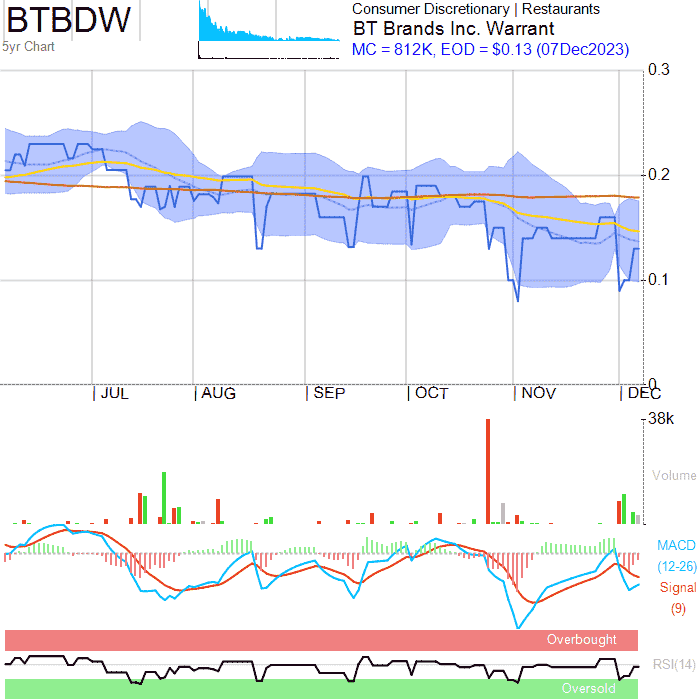 BTBDW
5yr Chart
Consumer Discretionary | Restaurants
BT Brands Inc. Warrant
MC = 812K, EOD = $0.13 (07Dec2023)
0.3
0.2
0.1
0
JUL AUG SEP OCT NOV DEC
38K
Volume
MACD
(12-26)
Signal
(9)
Overbought
RSI(14)
Oversold